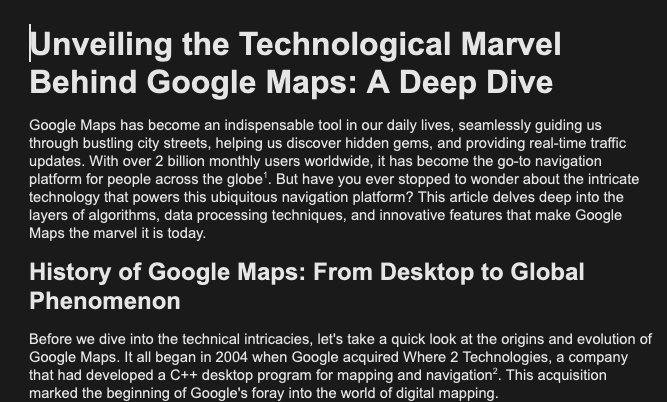 Unveiling the Technological Marvel
Behind Google Maps: A Deep Dive
Google Maps has become an indispensable tool in our daily lives, seamlessly guiding us
through bustling city streets, helping us discover hidden gems, and providing real-time traffic
updates. With over 2 billion monthly users worldwide, it has become the go-to navigation
platform for people across the globe¹. But have you ever stopped to wonder about the intricate
technology that powers this ubiquitous navigation platform? This article delves deep into the
layers of algorithms, data processing techniques, and innovative features that make Google
Maps the marvel it is today.
History of Google Maps: From Desktop to Global
Phenomenon
Before we dive into the technical intricacies, let's take a quick look at the origins and evolution of
Google Maps. It all began in 2004 when Google acquired Where 2 Technologies, a company
that had developed a C++ desktop program for mapping and navigation². This acquisition
marked the beginning of Google's foray into the world of digital mapping.